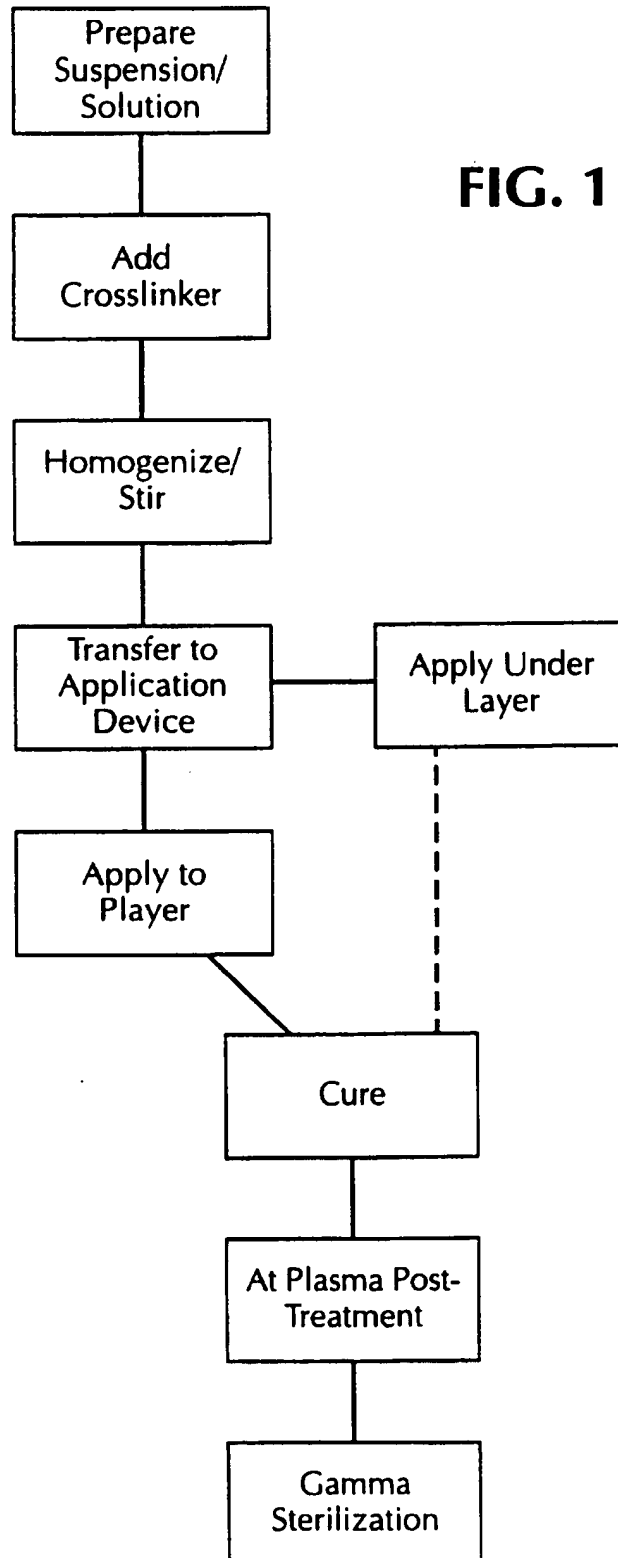 Prepare
Suspension/
Solution
FIG. 1
Add
Crosslinker
Homogenize/
Stir
Transfer to
Application
Device
Apply Under
Layer
Apply to
Player
Cure
At Plasma Post-
Treatment
Gamma
Sterilization